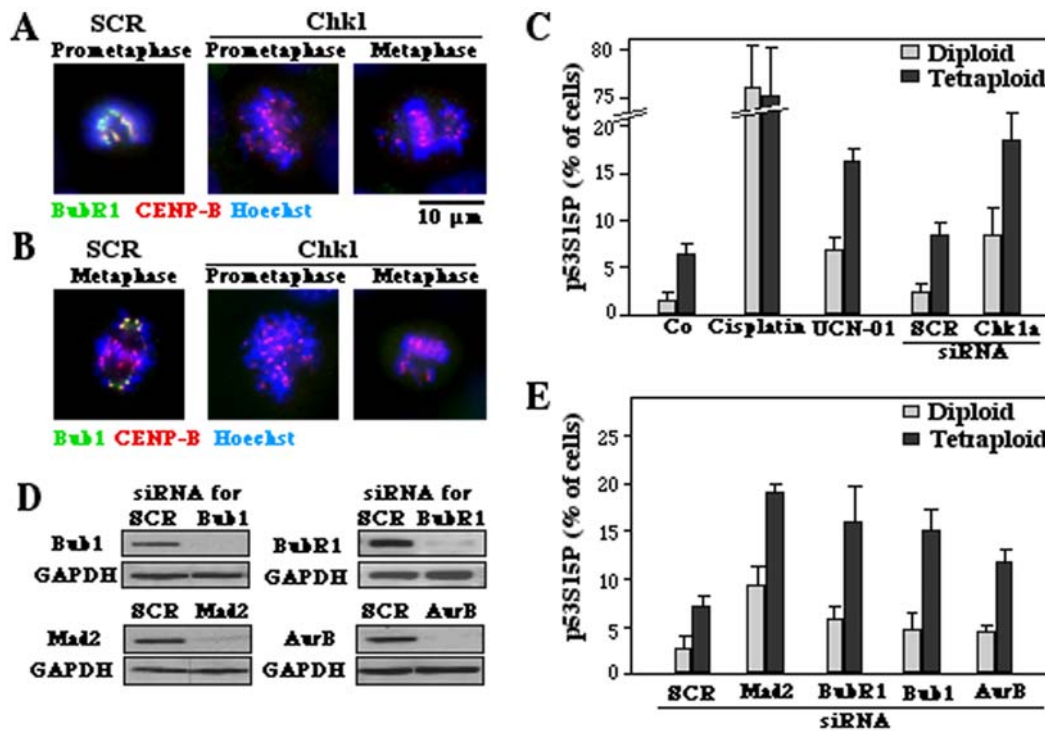 A
SCR
Chk1
Prometaphase
Prometaphase
Metaphase
BubR1 CENP-B Hoechst
10 µm
B
SCR
Chk1
Metaphase
Prometaphase
Metaphase
Bub1 CENP-B Hoechst
C
p53S15P (% of cells)
80
75
20
15
10
5
0
Diploid
Tetraploid
Co
Cisplatin
UCN-01
SCR
Chk1a
siRNA
D
siRNA for
SCR Bub1
Bub1
GAPDH
siRNA for
SCR BubR1
BubR1
GAPDH
SCR Mad2
Mad2
GAPDH
SCR AurB
AurB
GAPDH
E
p53S15P (% of cells)
25
20
15
10
5
0
Diploid
Tetraploid
SCR
Mad2
BubR1
Bub1
AurB
siRNA